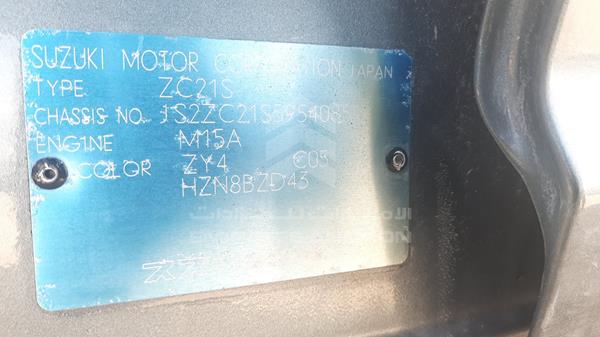 SUZUKI MOTOR CORPORATION JAPAN
TYPE ZC21S
CHASSIS NO. JS2ZC21S595408
ENGINE M15A
COLOR ZY4 C05
HZN8BZD43